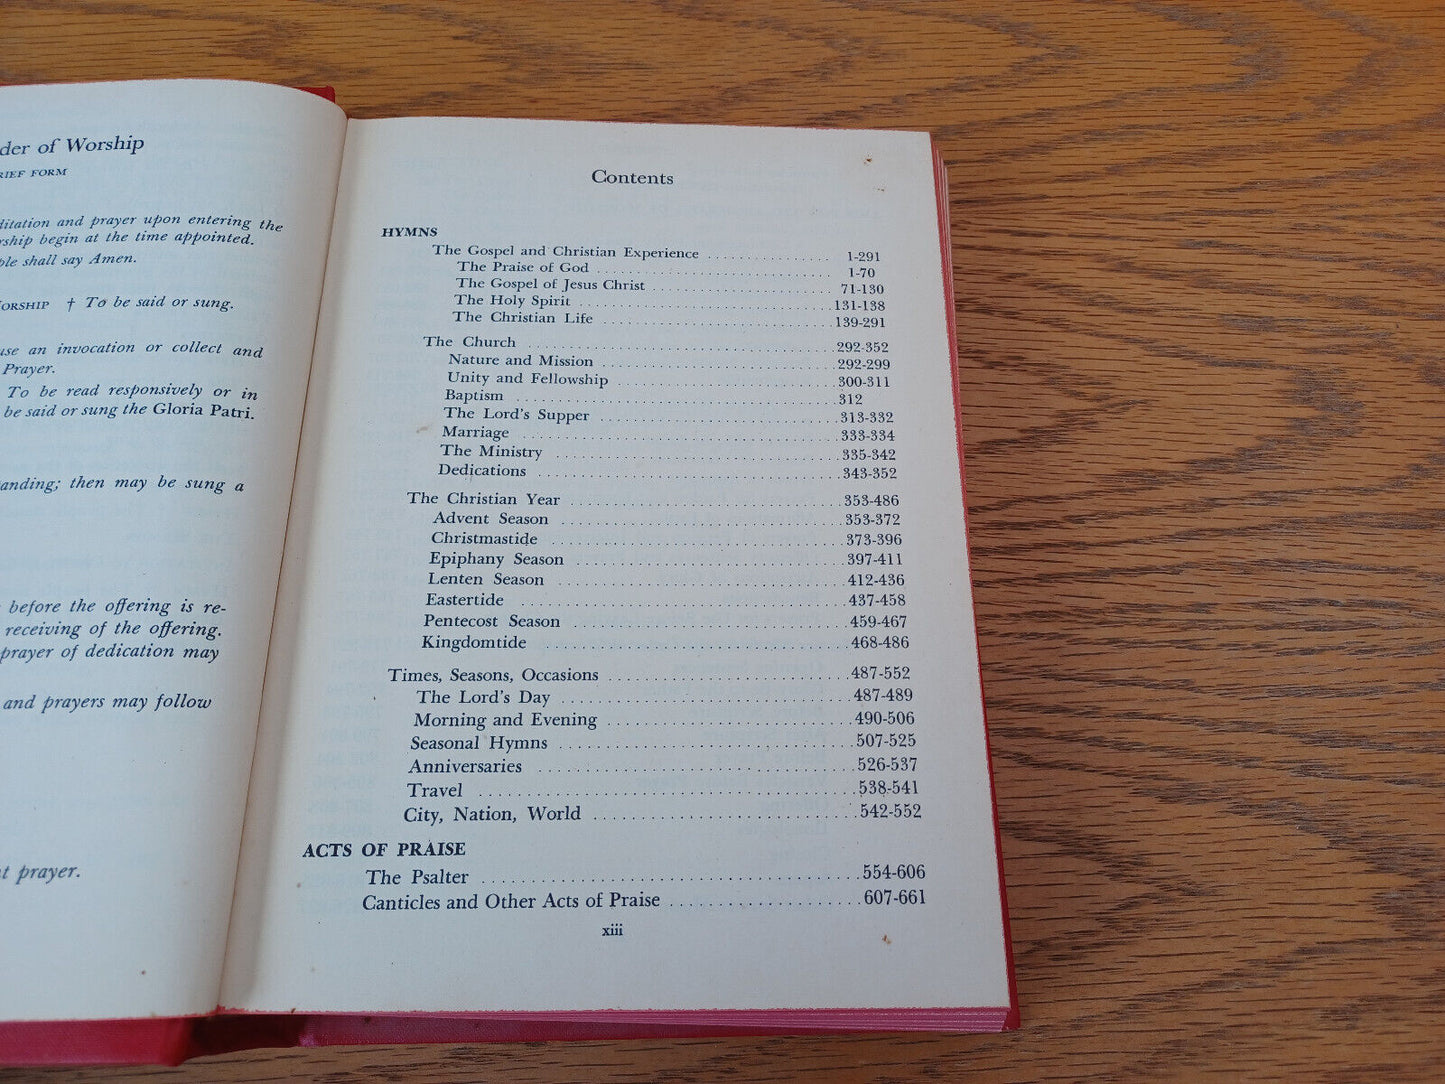 der of Worship
RIEF FORM
ditation and prayer upon entering the
rship begin at the time appointed.
ple shall say Amen.
ORSHIP † To be said or sung.
use an invocation or collect and
Prayer.
To be read responsively or in
be said or sung the Gloria Patri.
anding; then may be sung a
before the offering is re-
receiving of the offering.
prayer of dedication may
and prayers may follow
t prayer.
Contents
HYMNS
The Gospel and Christian Experience . . . . . . . . . . . . 1-291
The Praise of God . . . . . . . . . . . . 1-70
The Gospel of Jesus Christ . . . . . . . . . . . . 71-130
The Holy Spirit . . . . . . . . . . . . 131-138
The Christian Life . . . . . . . . . . . . 139-291
The Church . . . . . . . . . . . . 292-352
Nature and Mission . . . . . . . . . . . . 292-299
Unity and Fellowship . . . . . . . . . . . . 300-311
Baptism . . . . . . . . . . . . 312
The Lord's Supper . . . . . . . . . . . . 313-332
Marriage . . . . . . . . . . . . 333-334
The Ministry . . . . . . . . . . . . 335-342
Dedications . . . . . . . . . . . . 343-352
The Christian Year . . . . . . . . . . . . 353-486
Advent Season . . . . . . . . . . . . 353-372
Christmastide . . . . . . . . . . . . 373-396
Epiphany Season . . . . . . . . . . . . 397-411
Lenten Season . . . . . . . . . . . . 412-436
Eastertide . . . . . . . . . . . . 437-458
Pentecost Season . . . . . . . . . . . . 459-467
Kingdomtide . . . . . . . . . . . . 468-486
Times, Seasons, Occasions . . . . . . . . . . . . 487-552
The Lord's Day . . . . . . . . . . . . 487-489
Morning and Evening . . . . . . . . . . . . 490-506
Seasonal Hymns . . . . . . . . . . . . 507-525
Anniversaries . . . . . . . . . . . . 526-537
Travel . . . . . . . . . . . . 538-541
City, Nation, World . . . . . . . . . . . . 542-552
ACTS OF PRAISE
The Psalter . . . . . . . . . . . . 554-606
Canticles and Other Acts of Praise . . . . . . . . . . . . 607-661
xiii